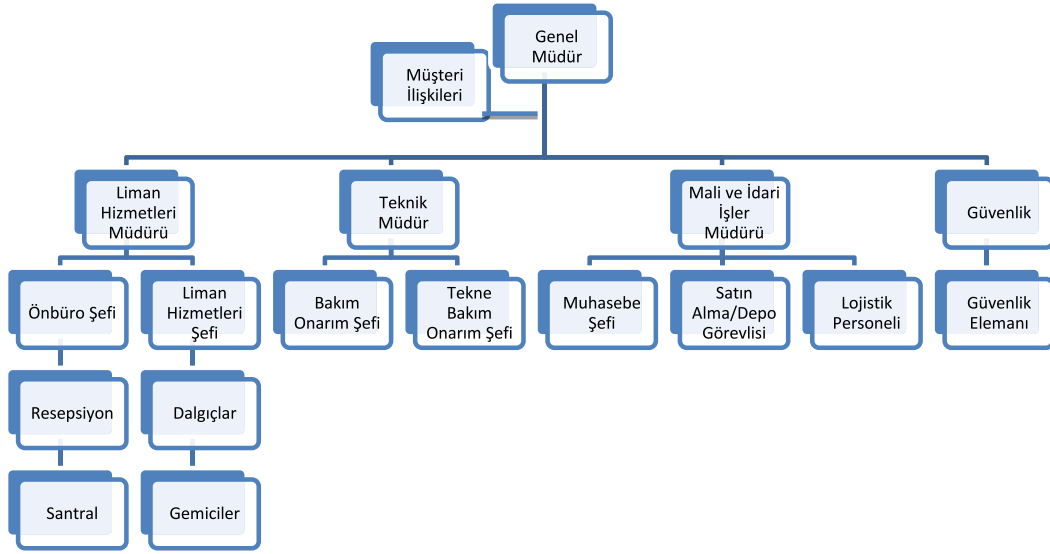 Genel
Müdür
Müşteri
İlişkileri
Liman
Hizmetleri
Müdürü
Teknik
Müdür
Mali ve İdari
İşler
Müdürü
Güvenlik
Önbüro Şefi
Liman
Hizmetleri
Şefi
Bakım
Onarım Şefi
Tekne
Bakım
Onarım Şefi
Muhasebe
Şefi
Satın
Alma/Depo
Görevlisi
Lojistik
Personeli
Güvenlik
Elemanı
Resepsiyon
Dalgıçlar
Santral
Gemiciler